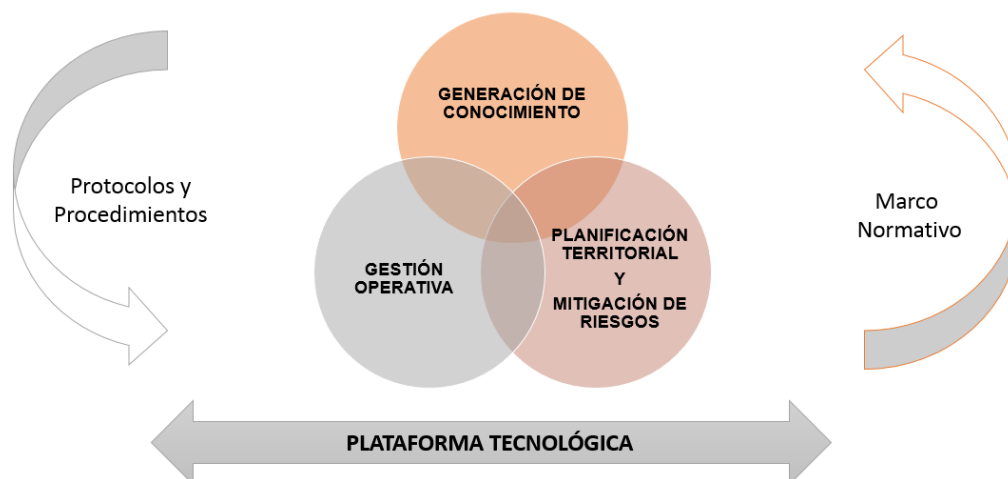 GENERACIÓN DE
CONOCIMIENTO
Protocolos y
Procedimientos
GESTIÓN
OPERATIVA
PLANIFICACIÓN
TERRITORIAL
Y
MITIGACIÓN DE
RIESGOS
Marco
Normativo
PLATAFORMA TECNOLÓGICA